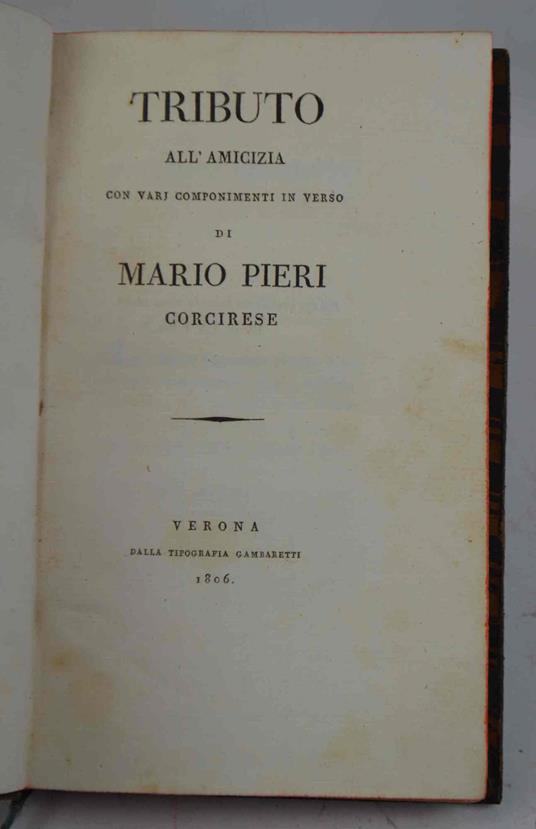 TRIBUTO
ALL' AMICIZIA
CON VARJ COMPONIMENTI IN VERSO
DI
MARIO PIERI
CORCIRESE
VERONA
DALLA TIPOGRAFIA GAMBARETTI
1806.